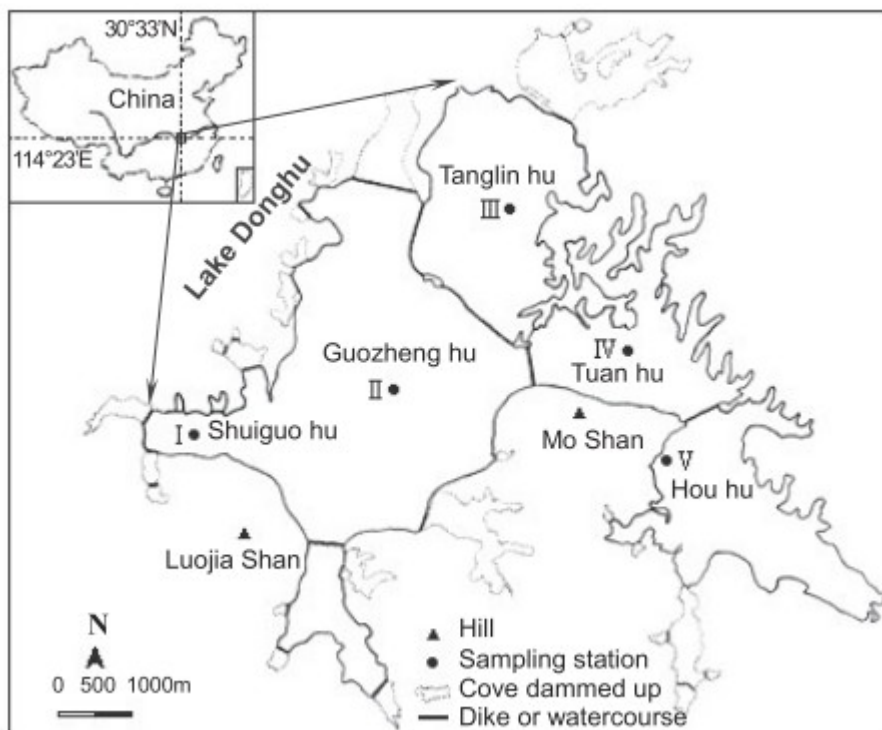 30°33'N
China
114°23'E
Lake Donghu
Tanglin hu
III
Guozheng hu
II
IV
Tuan hu
I Shuiguo hu
Mo Shan
V
Hou hu
Luojia Shan
N
0 500 1000m
Hill
Sampling station
Cove dammed up
Dike or watercourse